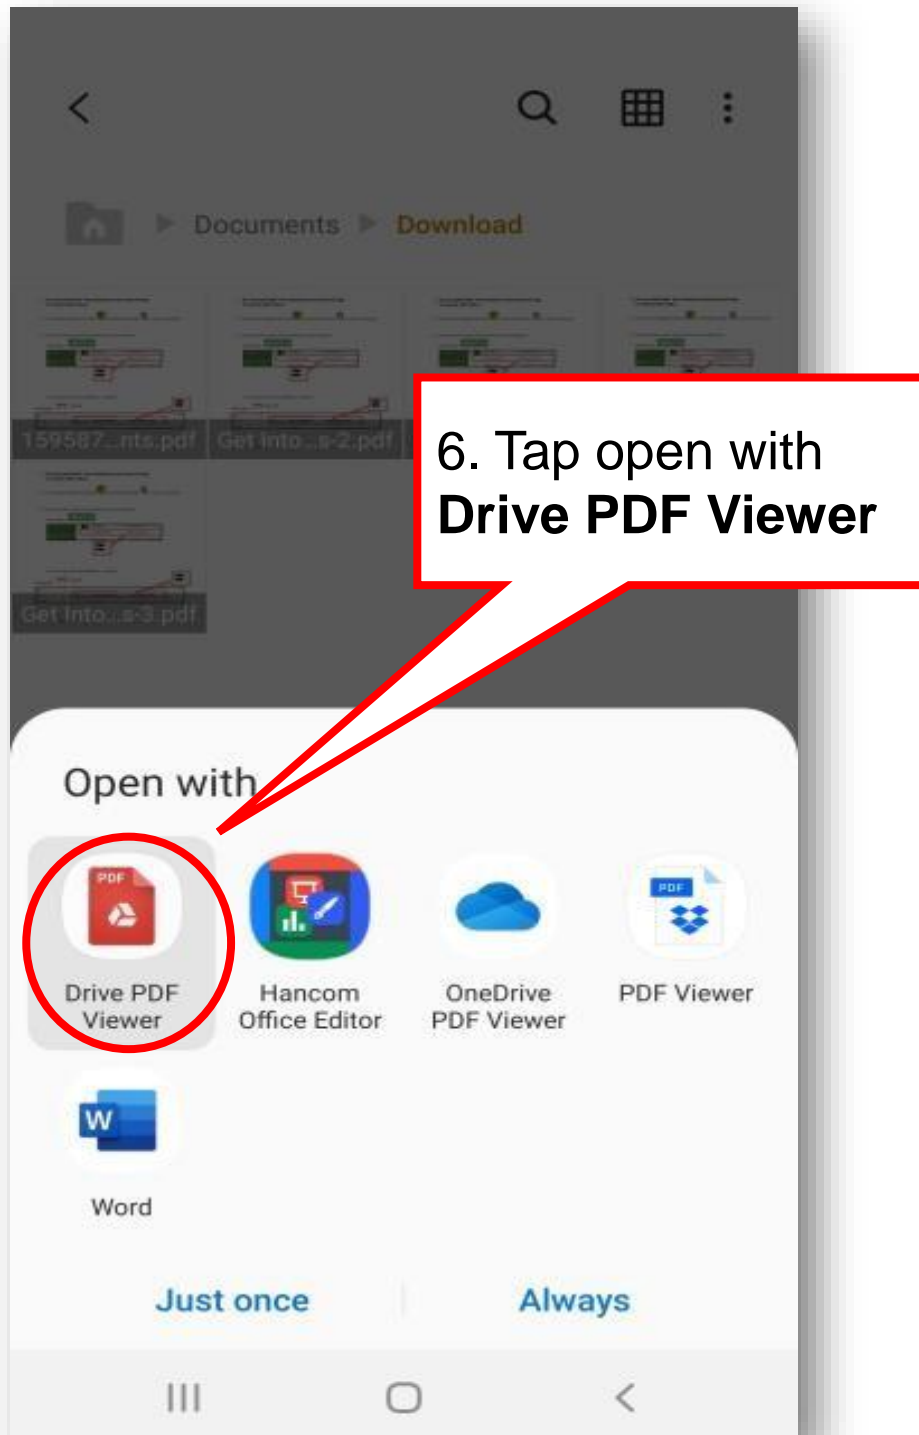 Documents
Download
159587...nts.pdf
Get Into...s-2.pdf
6. Tap open with
Drive PDF Viewer
Get Into...s-3.pdf
Open with
PDF
PDF
Drive PDF
Viewer
Hancom
Office Editor
OneDrive
PDF Viewer
PDF Viewer
W
Word
Just once
Always